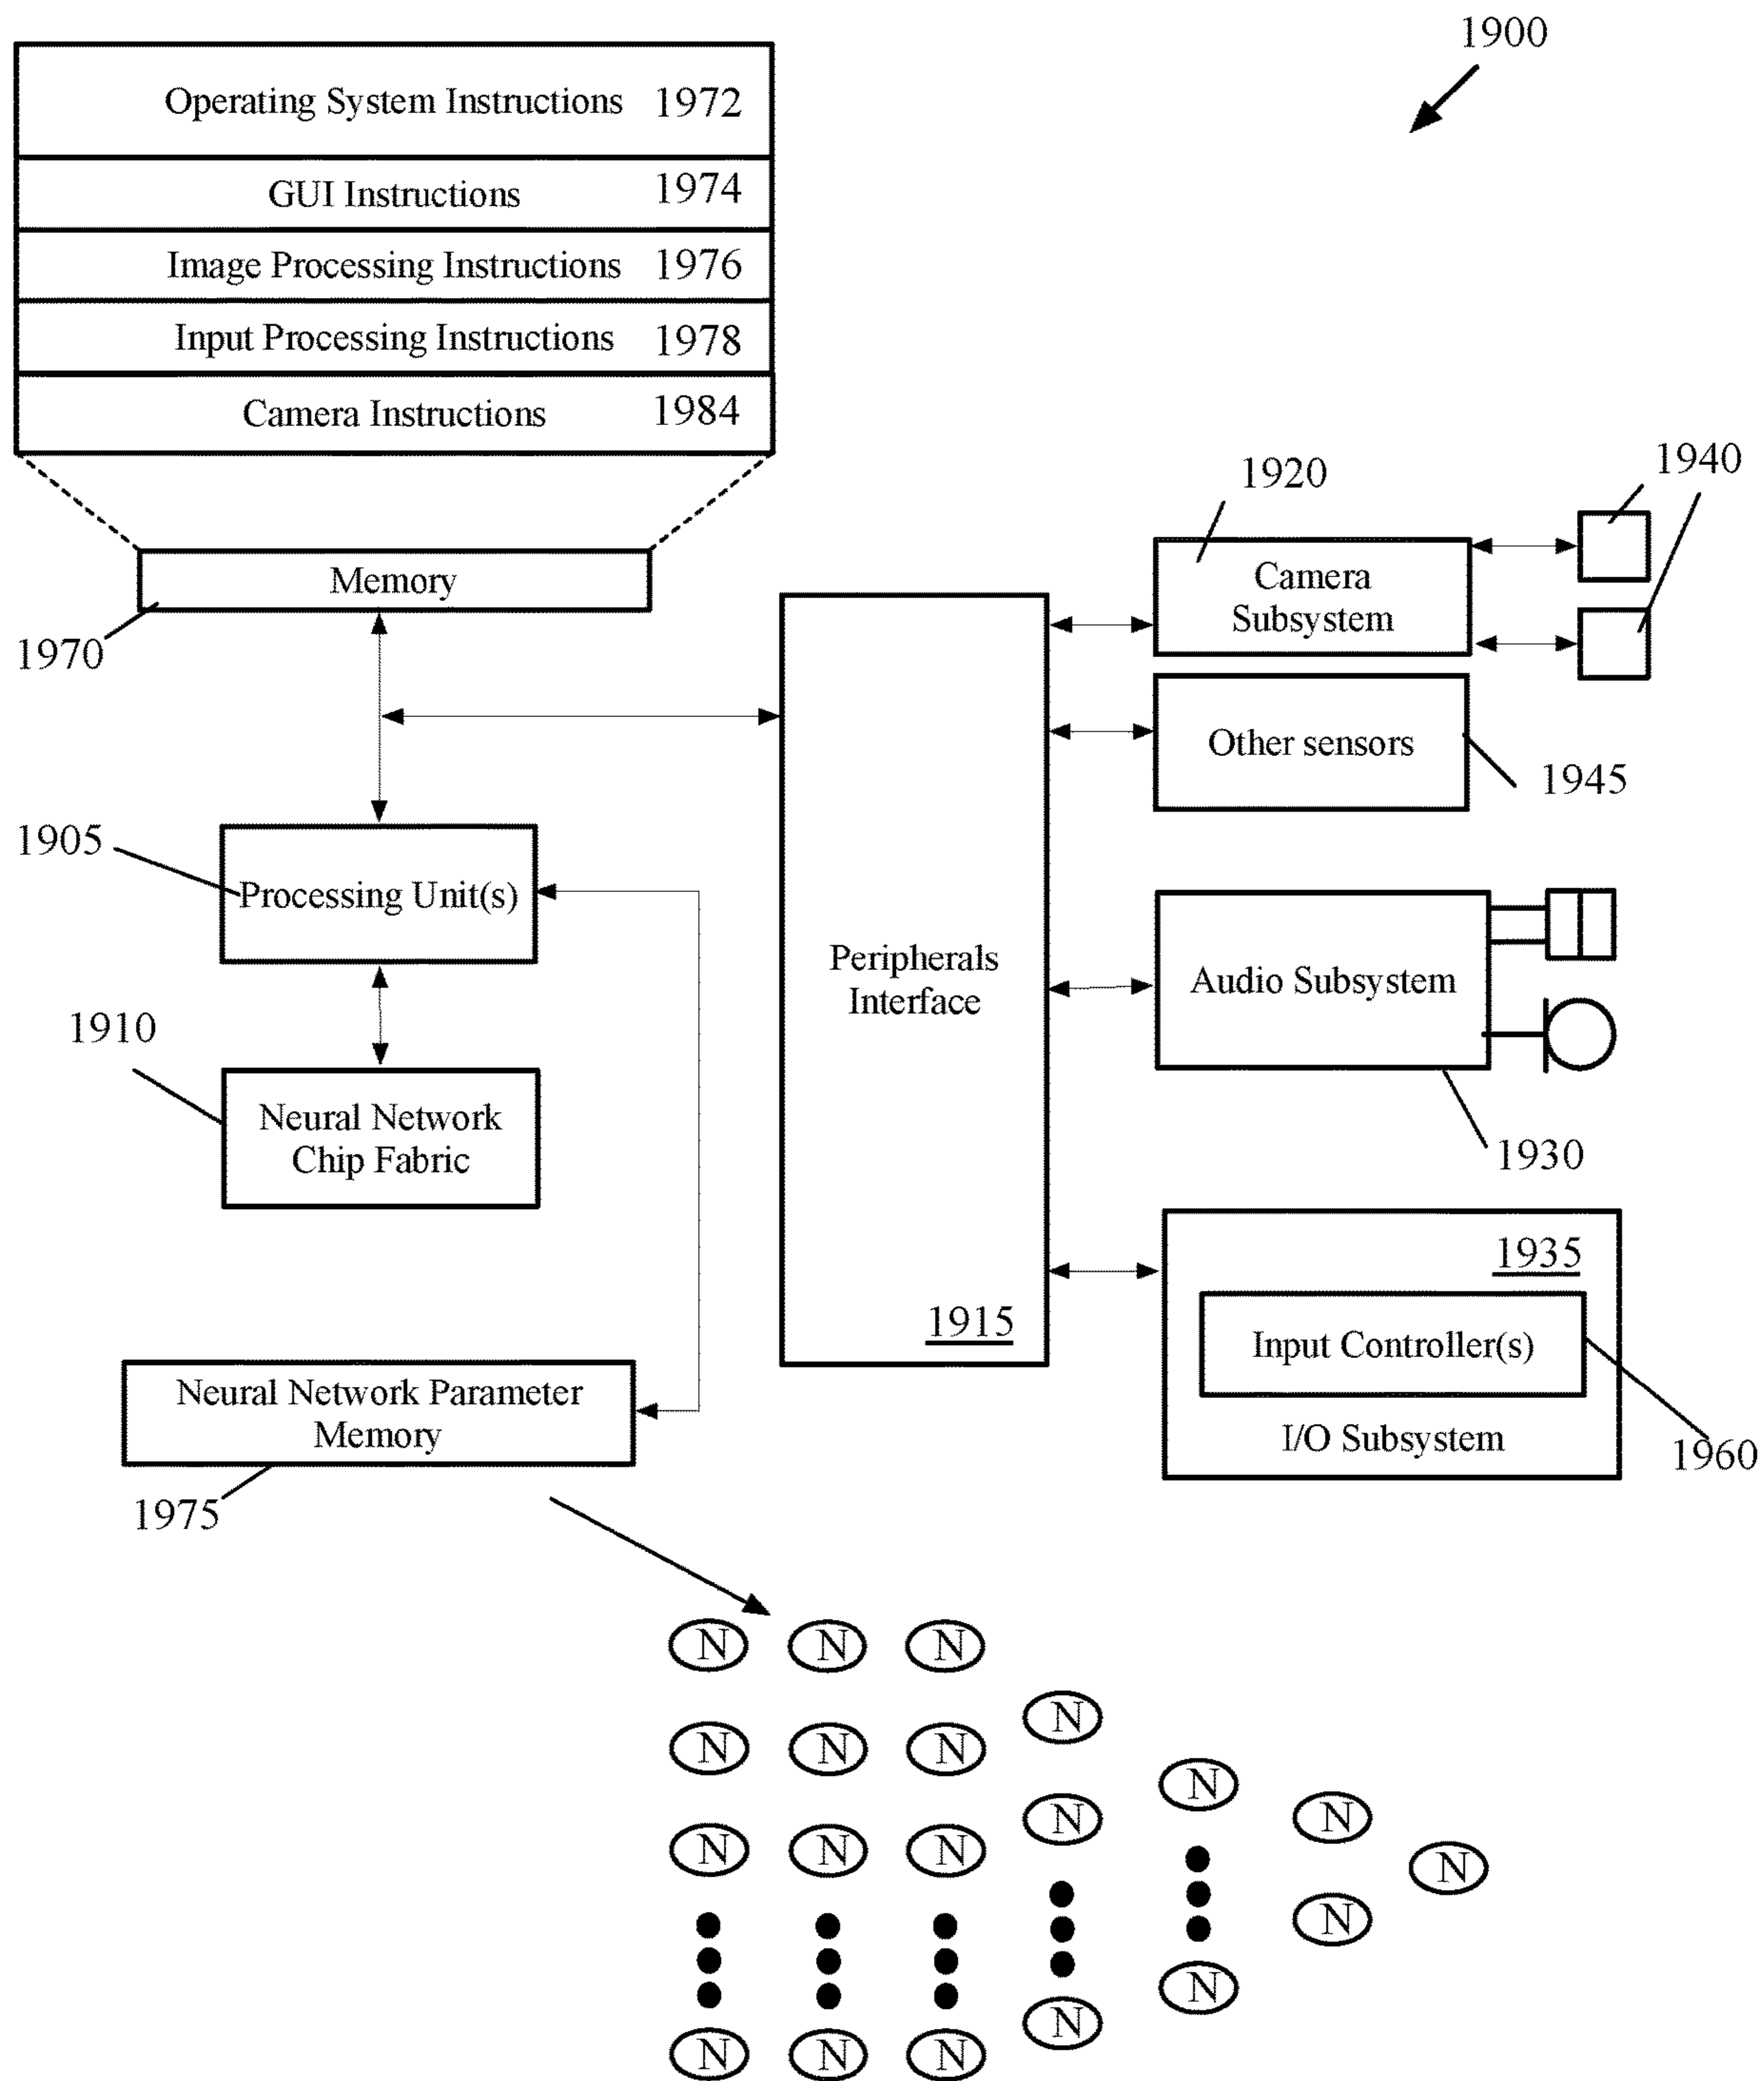 1900
Operating System Instructions 1972
GUI Instructions 1974
Image Processing Instructions 1976
Input Processing Instructions 1978
Camera Instructions 1984
Memory
1970
1920
1940
Camera
Subsystem
Other sensors
1945
1905
Processing Unit(s)
Peripherals
Interface
1915
Audio Subsystem
1930
1910
Neural Network
Chip Fabric
1935
Input Controller(s)
I/O Subsystem
1960
Neural Network Parameter
Memory
1975
N N N
N
N N N
N
N
N
N N N
N
N
N
N
N N N